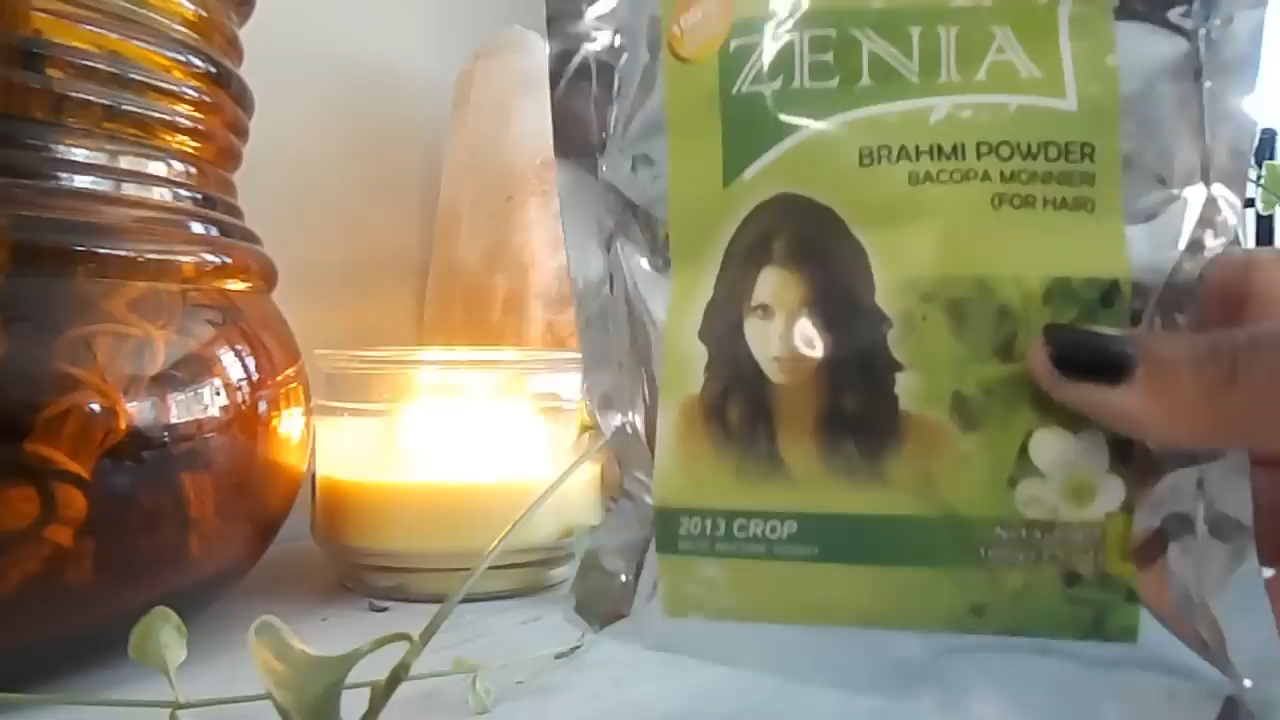 ZENIA
BRAHMI POWDER
BACOPA MONNIERI
(FOR HAIR)
2013 CROP